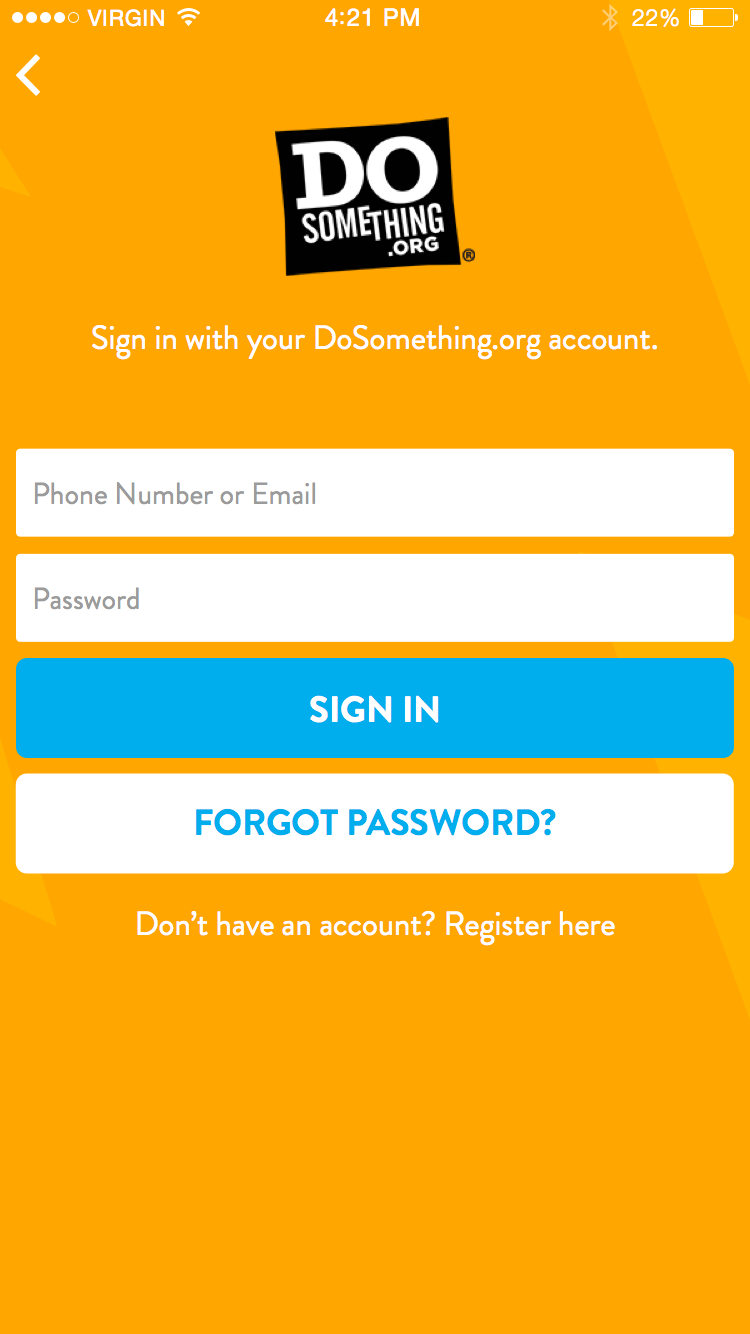 VIRGIN 4:21 PM 22%
DO
SOMETHING
.ORG ®
Sign in with your DoSomething.org account.
Phone Number or Email
Password
SIGN IN
FORGOT PASSWORD?
Don’t have an account? Register here